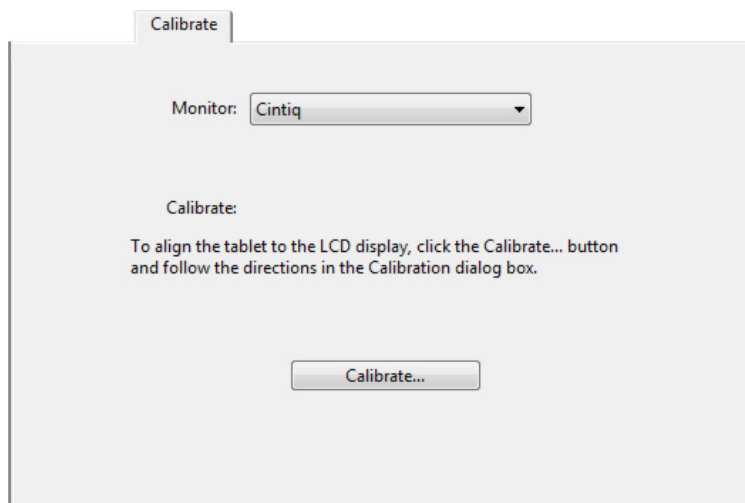 Calibrate
Monitor: Cintiq
Calibrate:
To align the tablet to the LCD display, click the Calibrate... button
and follow the directions in the Calibration dialog box.
Calibrate...